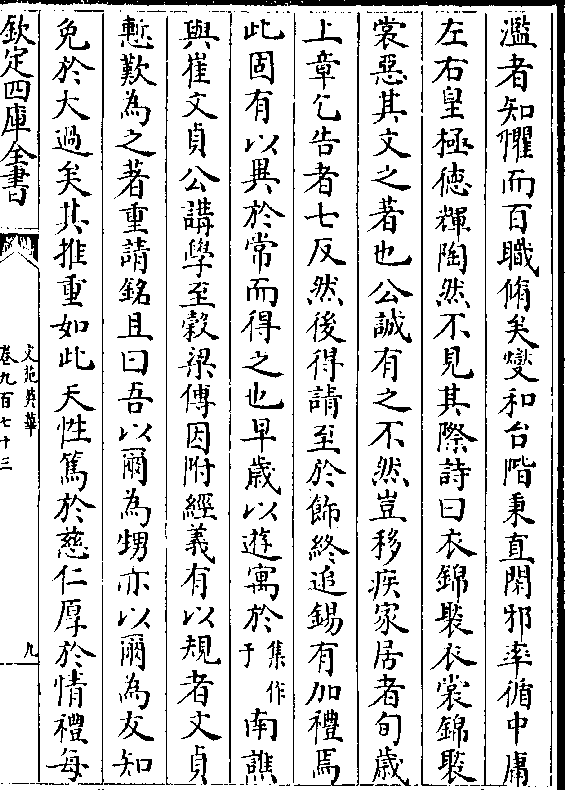 濫者知懼而百職脩矣燮和台階秉直閑邪率循中庸
左右皇極徳輝陶然不見其際詩曰衣錦褧衣裳錦褧
裳惡其文之著也公誠有之不然豈移疾家居者旬歳
上章乞告者七反然後得請至於飾終追錫有加禮焉
此固有以異於常而得之也早歳以遊寓於集作于南譙
與崔文貞公講學至榖梁傳因附經義有以規者文貞
慙歎為之著重請銘且曰吾以爾為甥亦以爾為友知
免於大過矣其推重如此天性篤於慈仁厚於情禮每
欽定四庫全書
文苑英華
卷九百七十三
九